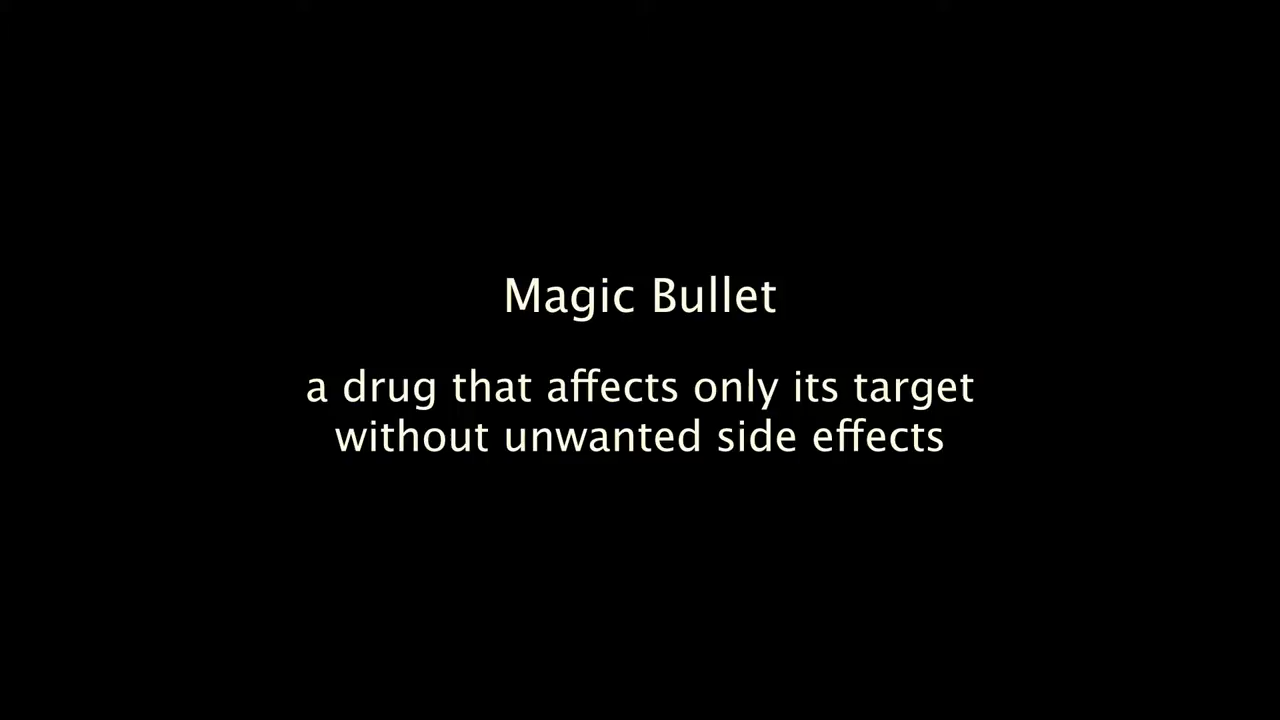 Magic Bullet
a drug that affects only its target
without unwanted side effects